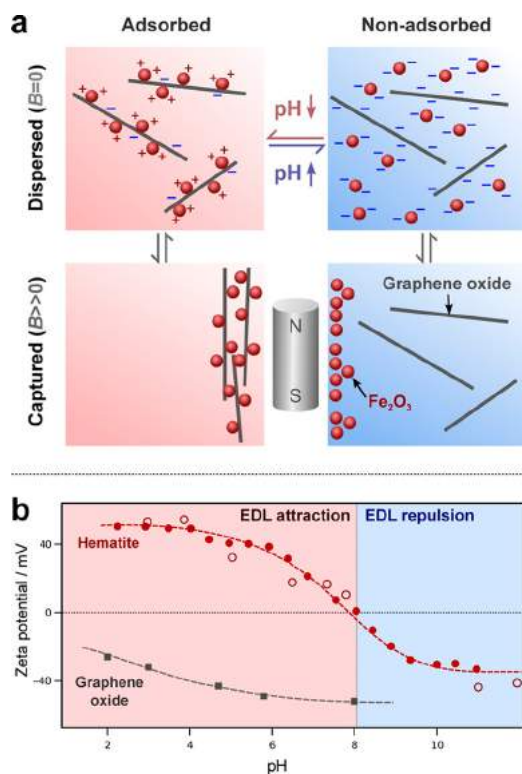 a
Adsorbed
Non-adsorbed
Dispersed (B=0)
pH ↓
pH ↑
Captured (B>>0)
N
S
Graphene oxide
Fe₂O₃
b
EDL attraction
EDL repulsion
Hematite
Graphene
oxide
Zeta potential / mV
40
0
−40
2
4
6
8
10
pH